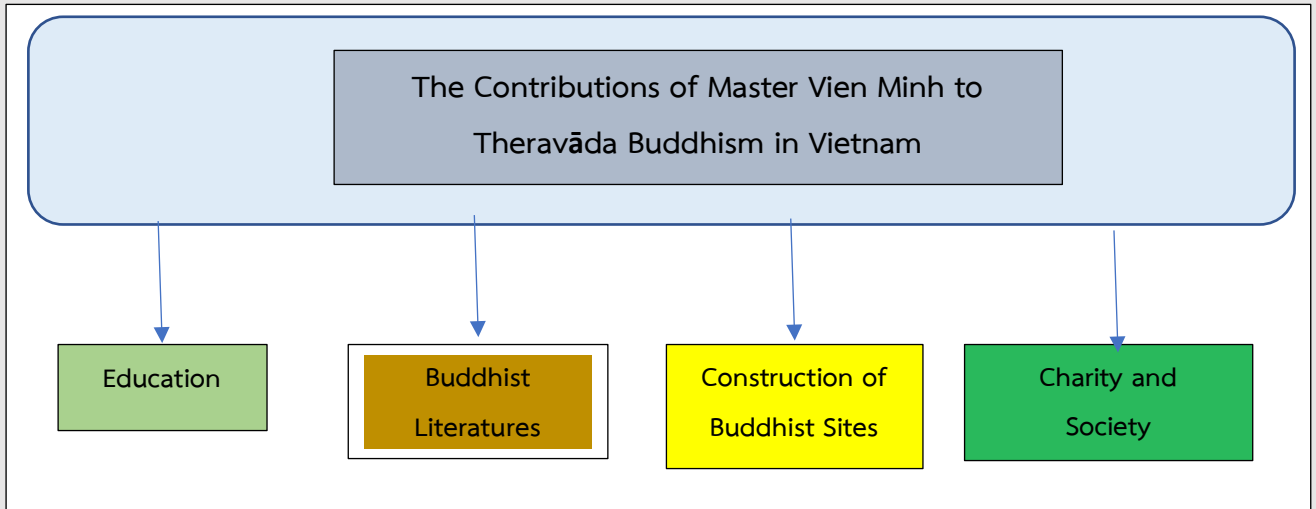 The Contributions of Master Vien Minh to
Theravāda Buddhism in Vietnam
Education
Buddhist
Literatures
Construction of
Buddhist Sites
Charity and
Society